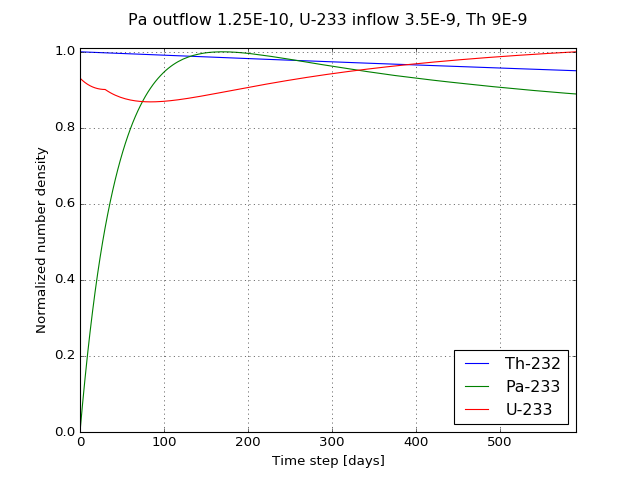 Pa outflow 1.25E-10, U-233 inflow 3.5E-9, Th 9E-9
Normalized number density
1.0
0.8
0.6
0.4
0.2
0.0
0 100 200 300 400 500
Time step [days]
Th-232
Pa-233
U-233